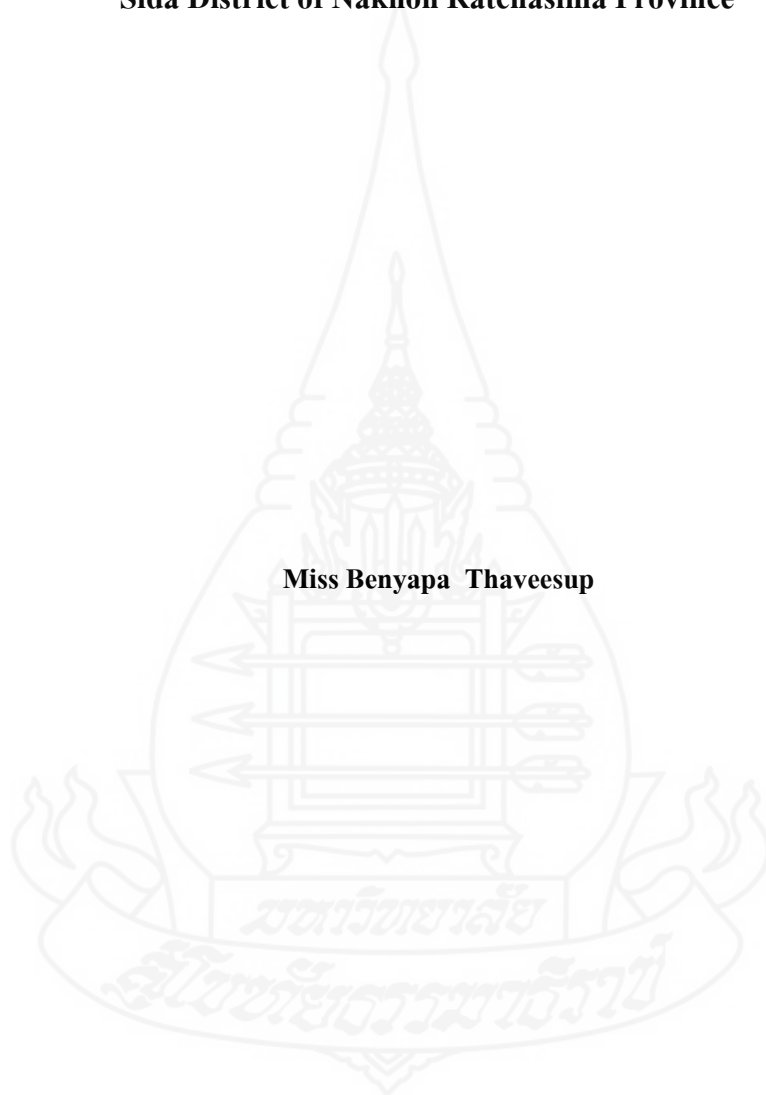 Sida District of Nakhon Ratchasima Province
Miss Benyapa Thaveesup
มหาวิทยาลัย
สุโขทัยธรรมาธิราช